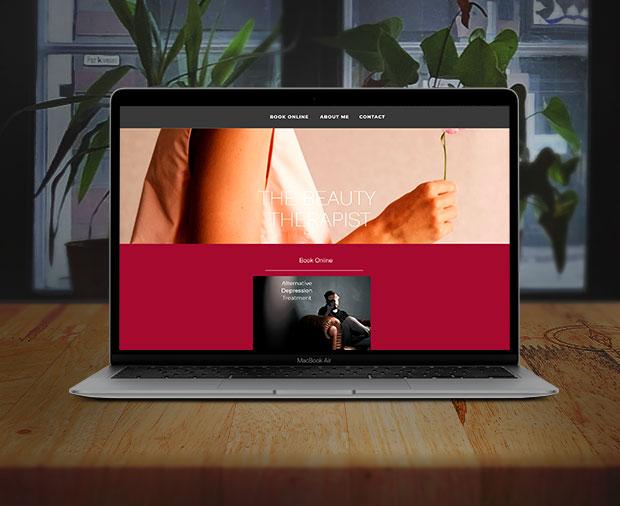 BOOK ONLINE ABOUT ME CONTACT
THE BEAUTY
THERAPIST
Book Online
Alternative
Depression
Treatment
MacBook Air